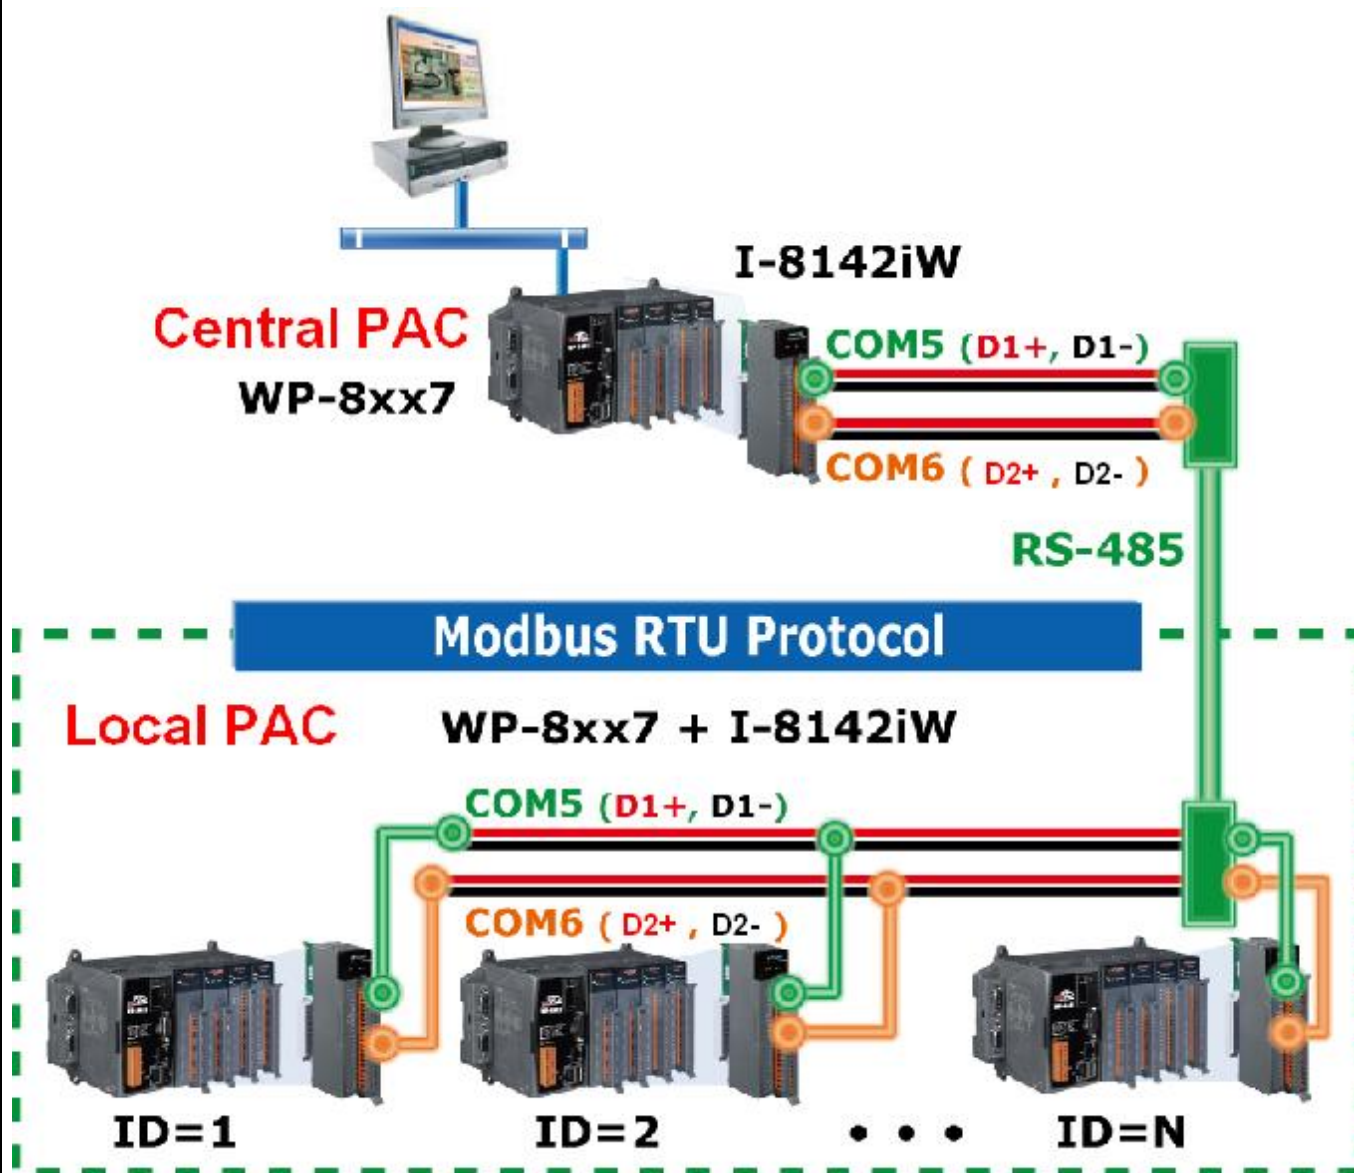 I-8142iW
Central PAC
WP-8xx7
COM5 (D1+, D1-)
COM6 ( D2+ , D2- )
RS-485
Modbus RTU Protocol
Local PAC
WP-8xx7 + I-8142iW
COM5 (D1+, D1-)
COM6 ( D2+ , D2- )
ID=1
ID=2
• • •
ID=N